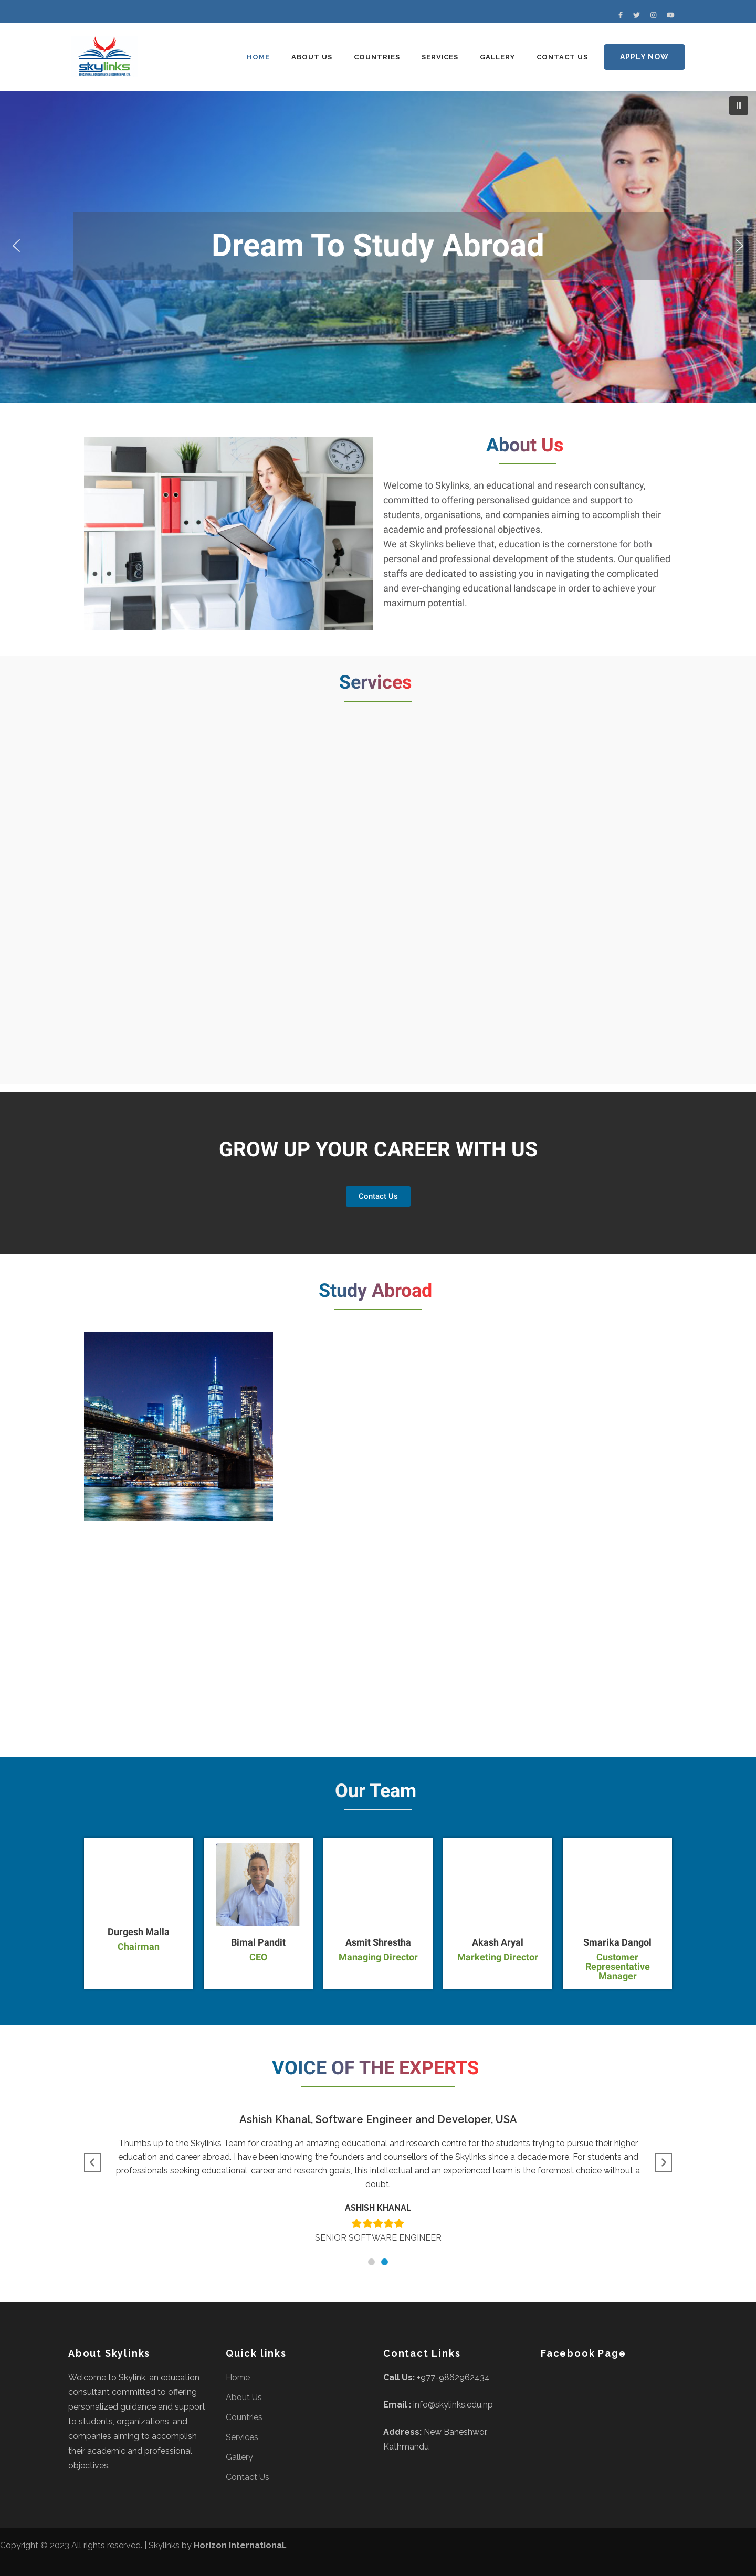 skylinks
HOME
ABOUT US
COUNTRIES
SERVICES
GALLERY
CONTACT US
APPLY NOW
Dream To Study Abroad
About Us
Welcome to Skylinks, an educational and research consultancy,
committed to offering personalised guidance and support to
students, organisations, and companies aiming to accomplish their
academic and professional objectives.
We at Skylinks believe that, education is the cornerstone for both
personal and professional development of the students. Our qualified
staffs are dedicated to assisting you in navigating the complicated
and ever-changing educational landscape in order to achieve your
maximum potential.
Services
GROW UP YOUR CAREER WITH US
Contact Us
Study Abroad
Our Team
Durgesh Malla
Chairman
Bimal Pandit
CEO
Asmit Shrestha
Managing Director
Akash Aryal
Marketing Director
Smarika Dangol
Customer
Representative
Manager
VOICE OF THE EXPERTS
Ashish Khanal, Software Engineer and Developer, USA
Thumbs up to the Skylinks Team for creating an amazing educational and research centre for the students trying to pursue their higher
education and career abroad. I have been knowing the founders and counsellors of the Skylinks since a decade more. For students and
professionals seeking educational, career and research goals, this intellectual and an experienced team is the foremost choice without a
doubt.
ASHISH KHANAL
SENIOR SOFTWARE ENGINEER
About Skylinks
Welcome to Skylink, an education
consultant committed to offering
personalized guidance and support
to students, organizations, and
companies aiming to accomplish
their academic and professional
objectives.
Quick links
Home
About Us
Countries
Services
Gallery
Contact Us
Contact Links
Call Us: +977-9862962434
Email : info@skylinks.edu.np
Address: New Baneshwor,
Kathmandu
Facebook Page
Copyright © 2023 All rights reserved. | Skylinks by Horizon International.